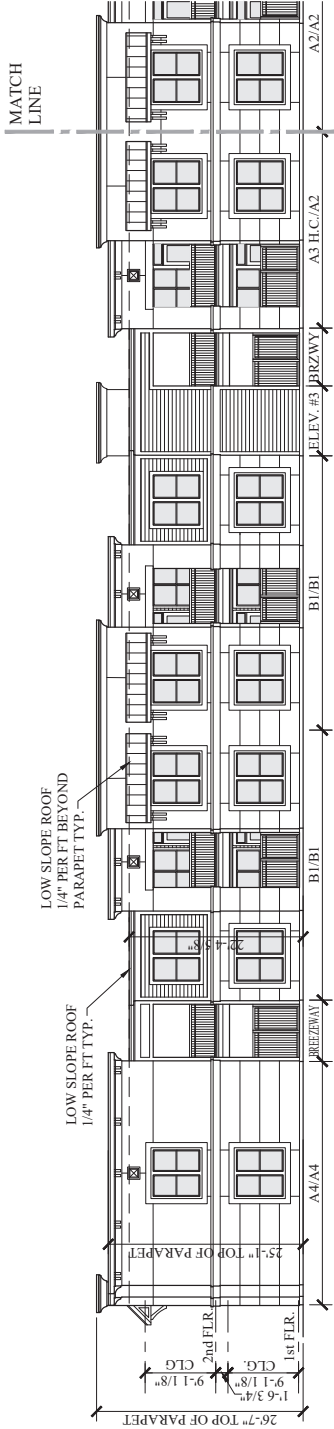 MATCH
LINE
LOW SLOPE ROOF
1/4" PER FT BEYOND
PARAPET TYP.
LOW SLOPE ROOF
1/4" PER FT TYP.
26'-7" TOP OF PARAPET
25'-1" TOP OF PARAPET
22'-4 5/8"
9'-1 1/8"
CLG
2nd FLR.
1'-6 3/4"
9'-1 1/8"
CLG.
1st FLR.
A4/A4
BREEZEWAY
B1/B1
B1/B1
ELEV. #3
BRZWY
A3 H.C./A2
A2/A2